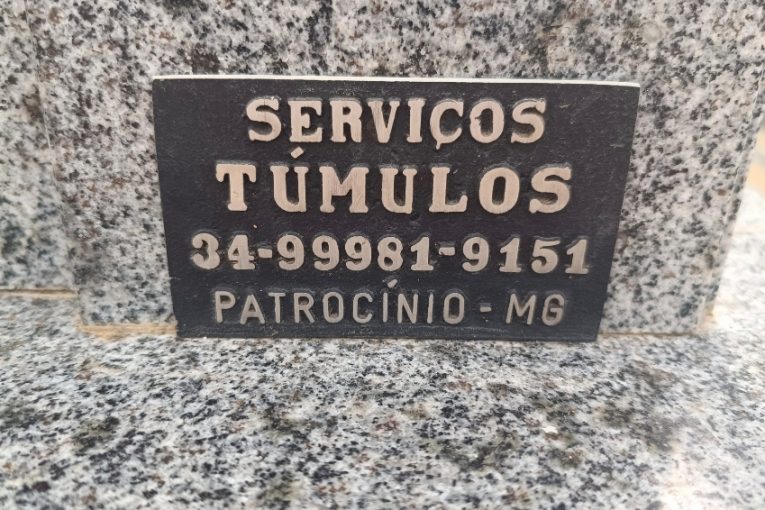 SERVIÇOS
TÚMULOS
34-99981-9151
PATROCÍNIO - MG